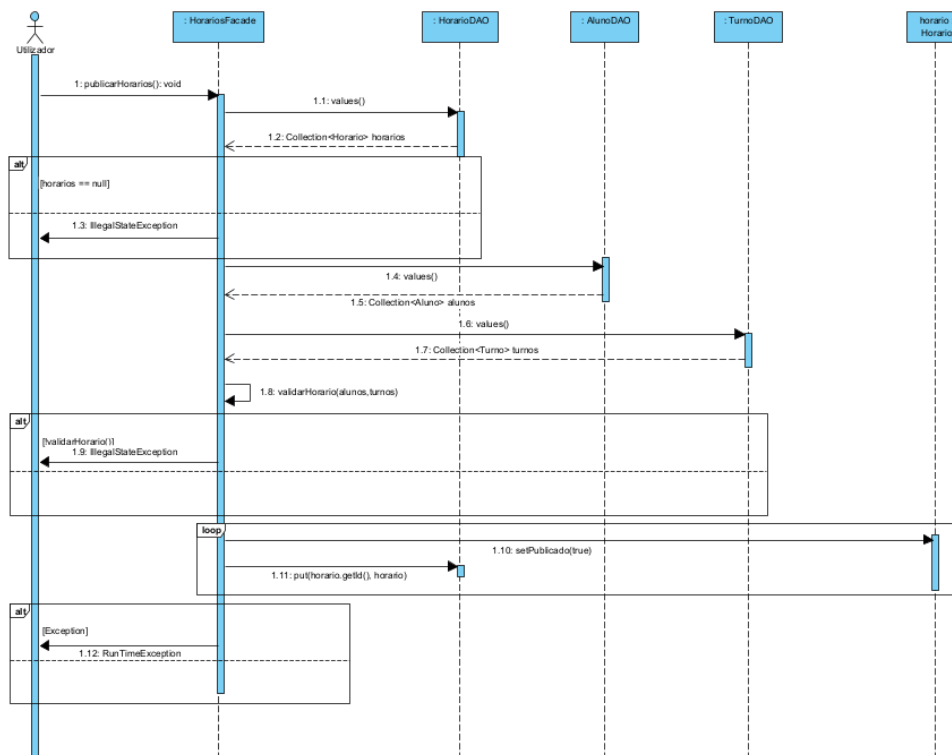 : HorariosFacade
: HorarioDAO
: AlunoDAO
: TurnoDAO
horario
Horario
Utilizador
1: publicarHorarios(): void
1.1: values()
1.2: Collection<Horario> horarios
alt
[horarios == null]
1.3: IllegalStateException
1.4: values()
1.5: Collection<Aluno> alunos
1.6: values()
1.7: Collection<Turno> turnos
1.8: validarHorario(alunos,turnos)
alt
[!validarHorario()]
1.9: IllegalStateException
loop
1.10: setPublicado(true)
1.11: put(horario.getId(), horario)
alt
[Exception]
1.12: RunTimeException